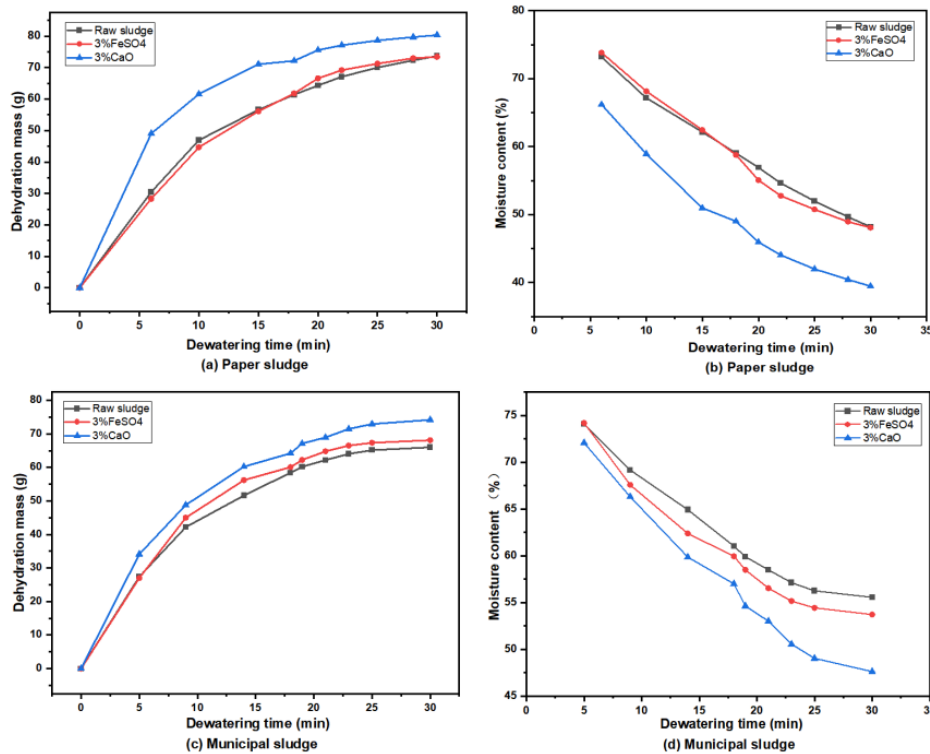 Raw sludge
3%FeSO4
3%CaO
80
70
60
50
40
30
20
10
0
Dehydration mass (g)
0 5 10 15 20 25 30
Dewatering time (min)
(a) Paper sludge
Raw sludge
3%FeSO4
3%CaO
80
70
60
50
40
Moisture content (%)
0 5 10 15 20 25 30 35
Dewatering time (min)
(b) Paper sludge
Raw sludge
3%FeSO4
3%CaO
80
70
60
50
40
30
20
10
0
Dehydration mass (g)
0 5 10 15 20 25 30
Dewatering time (min)
(c) Municipal sludge
Raw sludge
3%FeSO4
3%CaO
75
70
65
60
55
50
45
Moisture content（%）
0 5 10 15 20 25 30
Dewatering time (min)
(d) Municipal sludge